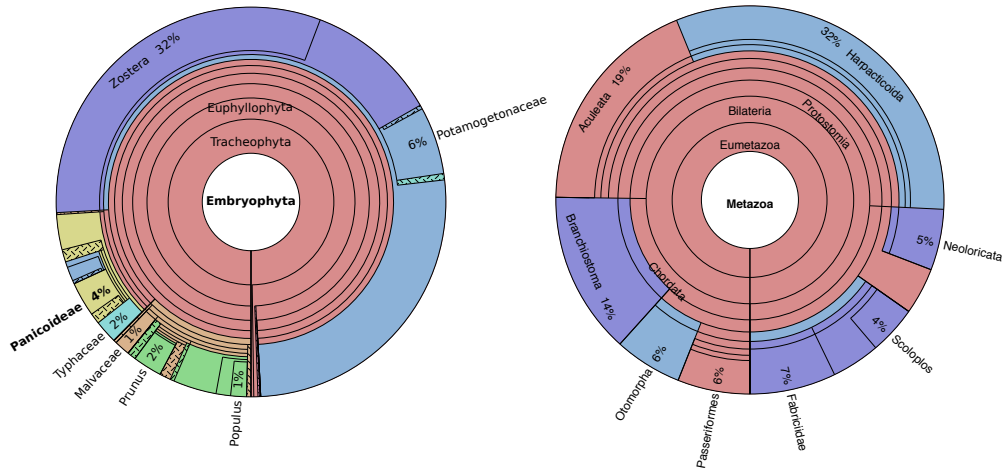 Zostera 32%
Euphyllophyta
Tracheophyta
Embryophyta
6%
Potamogetonaceae
4%
Panicoideae
2%
Typhaceae
1%
Malvaceae
2%
Prunus
1%
Populus
32% Harpacticoida
Aculeata 19%
Protostomia
Bilateria
Eumetazoa
Metazoa
5%
Neoloricata
Branchiostoma 14%
Chordata
4%
Scoloplos
6%
Otomorpha
6%
Passeriformes
7%
Fabriciidae